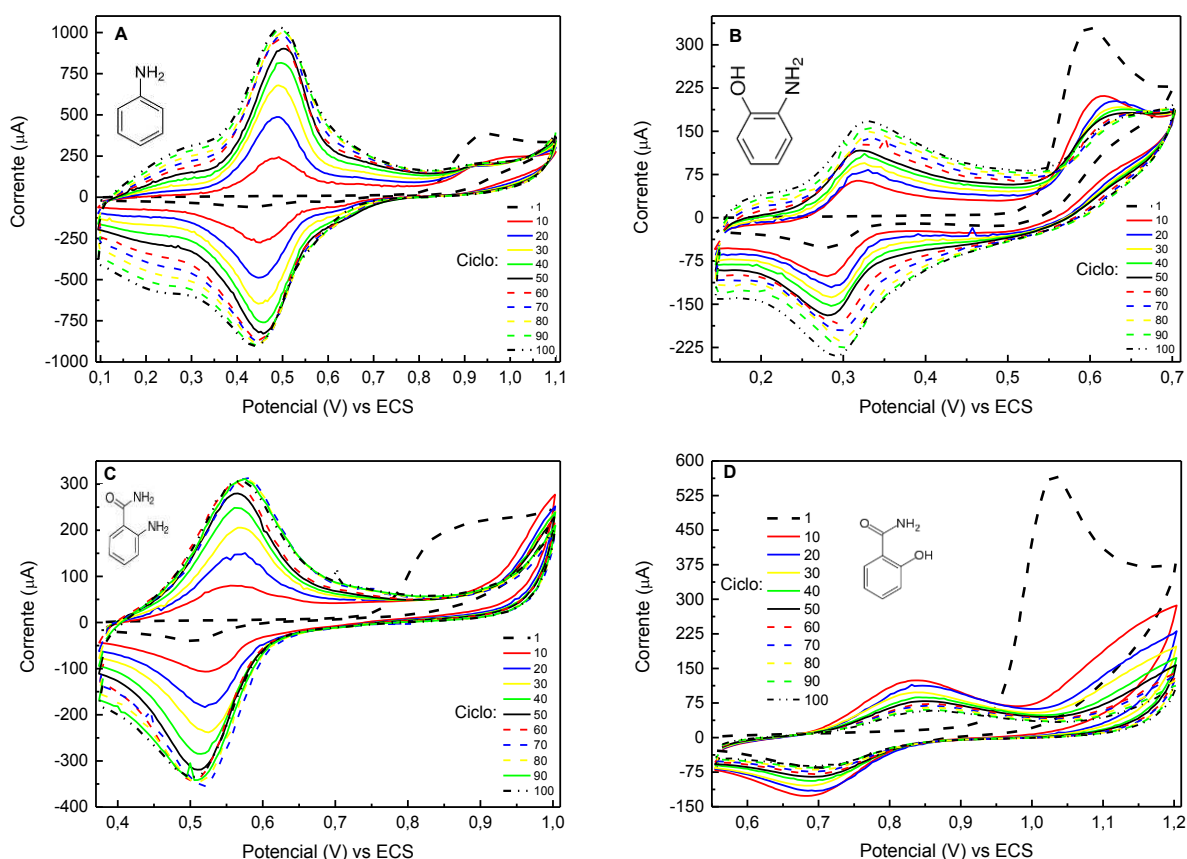 A
NH₂
Corrente (μA)
1000
750
500
250
0
-250
-500
-750
-1000
Ciclo:
1
10
20
30
40
50
60
70
80
90
100
0,1 0,2 0,3 0,4 0,5 0,6 0,7 0,8 0,9 1,0 1,1
Potencial (V) vs ECS
B
OH
NH₂
Corrente (μA)
300
225
150
75
0
-75
-150
-225
Ciclo:
1
10
20
30
40
50
60
70
80
90
100
0,2 0,3 0,4 0,5 0,6 0,7
Potencial (V) vs ECS
C
O NH₂
NH₂
Corrente (μA)
300
200
100
0
-100
-200
-300
-400
Ciclo:
1
10
20
30
40
50
60
70
80
90
100
0,4 0,5 0,6 0,7 0,8 0,9 1,0
Potencial (V) vs ECS
D
O NH₂
OH
Corrente (μA)
600
525
450
375
300
225
150
75
0
-75
-150
Ciclo:
1
10
20
30
40
50
60
70
80
90
100
0,6 0,7 0,8 0,9 1,0 1,1 1,2
Potencial (V) vs ECS